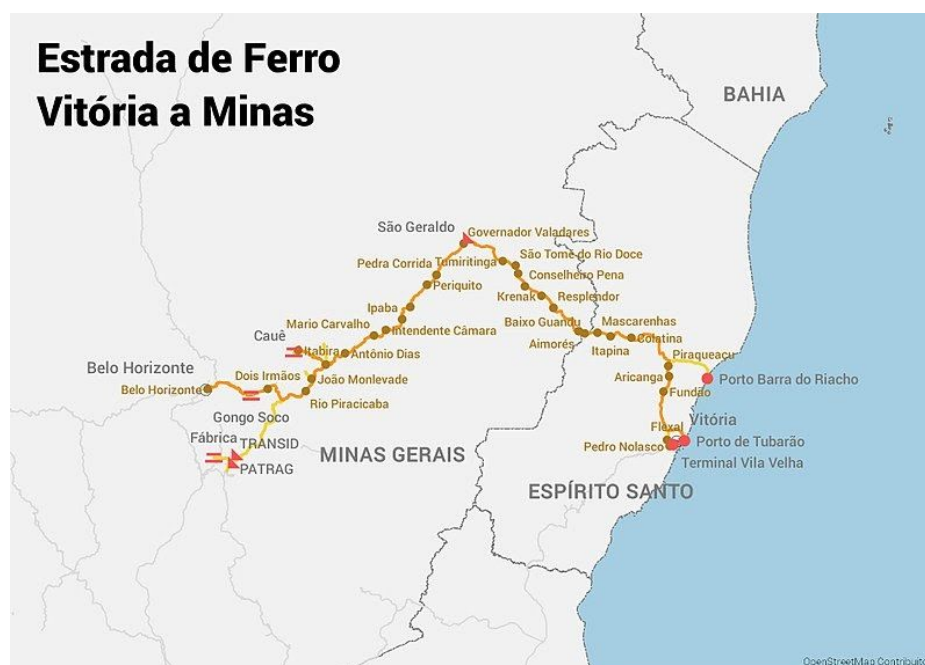 Estrada de Ferro
Vitória a Minas
BAHIA
São Geraldo
Governador Valadares
Pedra Corrida
Tumiritinga
São Tomé do Rio Doce
Conselheiro Pena
Periquito
Krenak
Resplendor
Ipaba
Mario Carvalho
Intendente Câmara
Baixo Guandu
Mascarenhas
Cauê
Aimorés
Colatina
Itabira
Antônio Dias
Itapina
Piraqueaçu
Belo Horizonte
Dois Irmãos
João Monlevade
Aricanga
Porto Barra do Riacho
Belo Horizonte
Rio Piracicaba
Fundão
Gongo Soco
Flexal
Vitória
Fábrica
TRANSID
Pedro Nolasco
Porto de Tubarão
PATRAG
MINAS GERAIS
Terminal Vila Velha
ESPÍRITO SANTO
OpenStreetMap Contributo